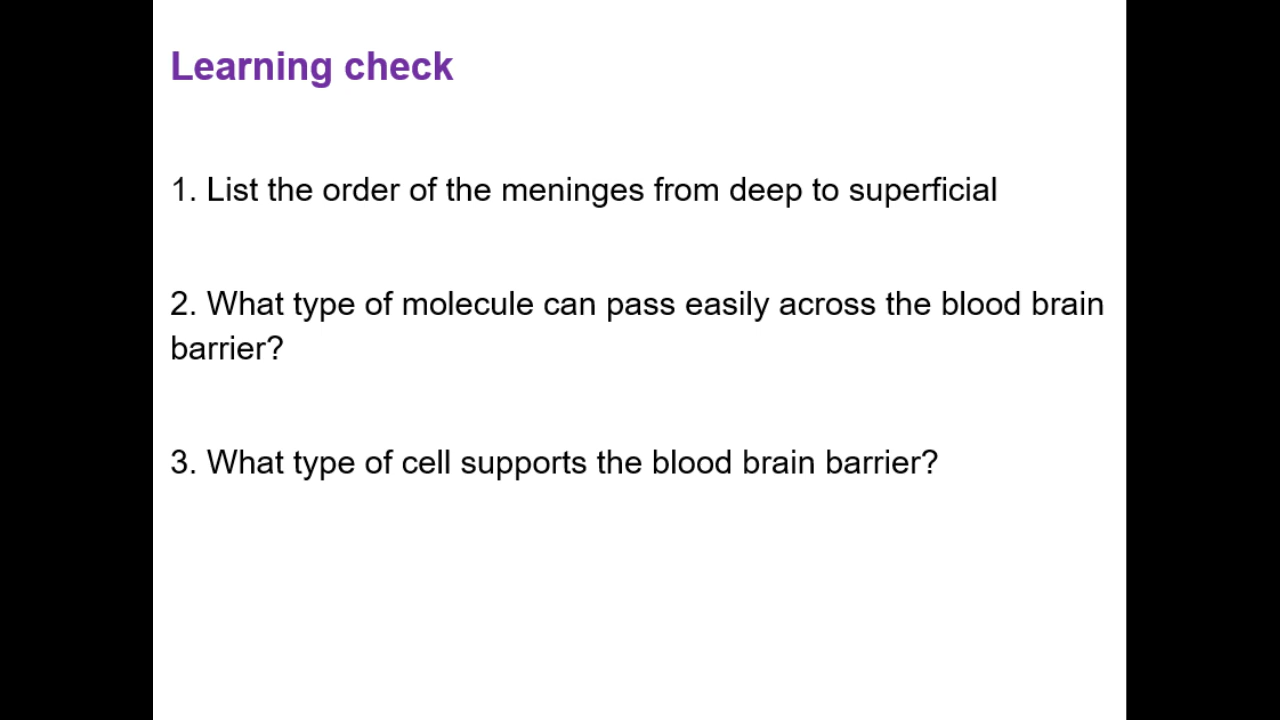 Learning check
1. List the order of the meninges from deep to superficial
2. What type of molecule can pass easily across the blood brain
barrier?
3. What type of cell supports the blood brain barrier?